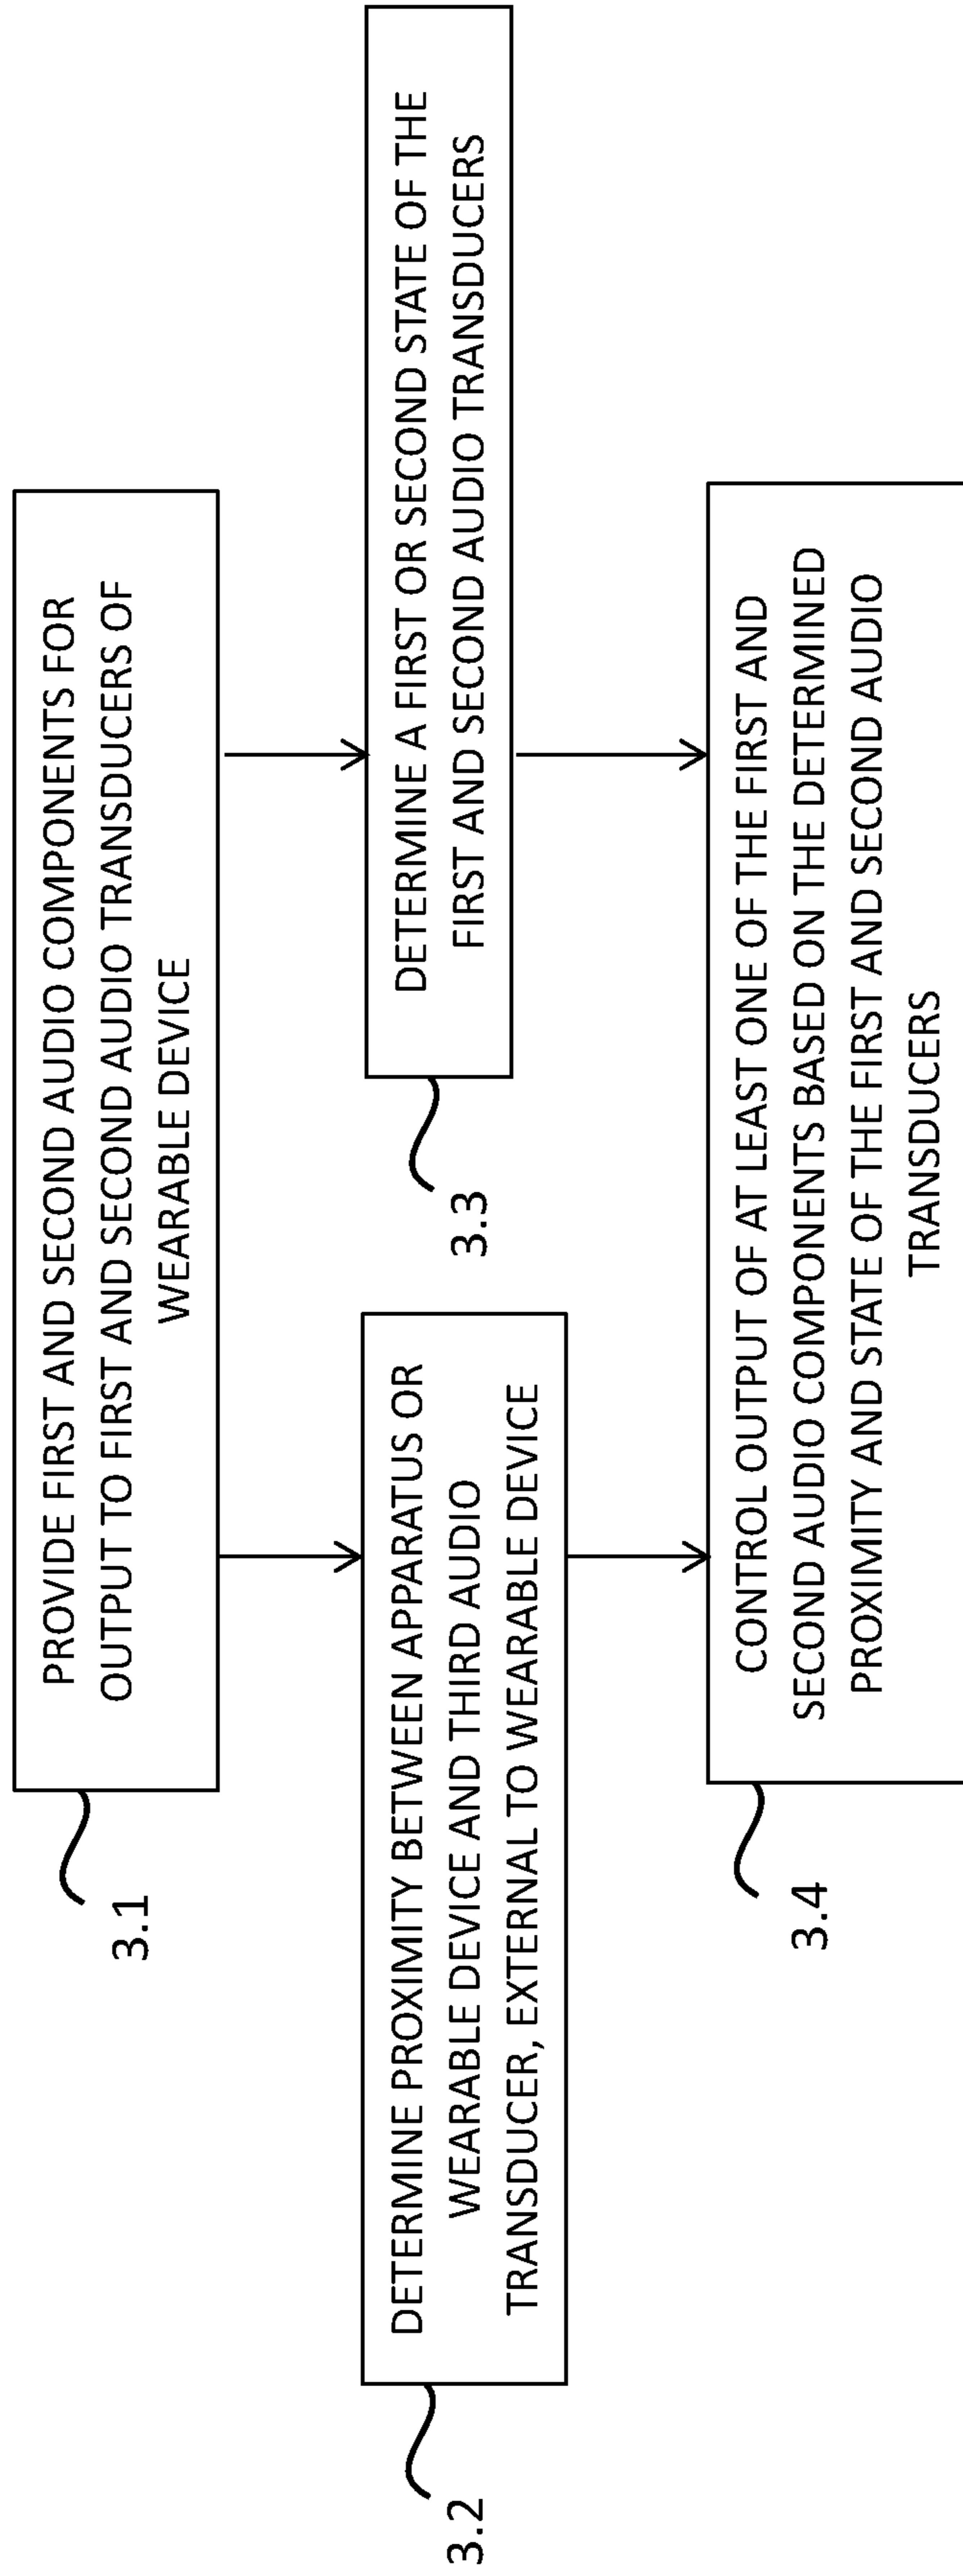 PROVIDE FIRST AND SECOND AUDIO COMPONENTS FOR
OUTPUT TO FIRST AND SECOND AUDIO TRANSDUCERS OF
WEARABLE DEVICE
3.1
DETERMINE PROXIMITY BETWEEN APPARATUS OR
WEARABLE DEVICE AND THIRD AUDIO
TRANSDUCER, EXTERNAL TO WEARABLE DEVICE
3.2
DETERMINE A FIRST OR SECOND STATE OF THE
FIRST AND SECOND AUDIO TRANSDUCERS
3.3
CONTROL OUTPUT OF AT LEAST ONE OF THE FIRST AND
SECOND AUDIO COMPONENTS BASED ON THE DETERMINED
PROXIMITY AND STATE OF THE FIRST AND SECOND AUDIO
TRANSDUCERS
3.4